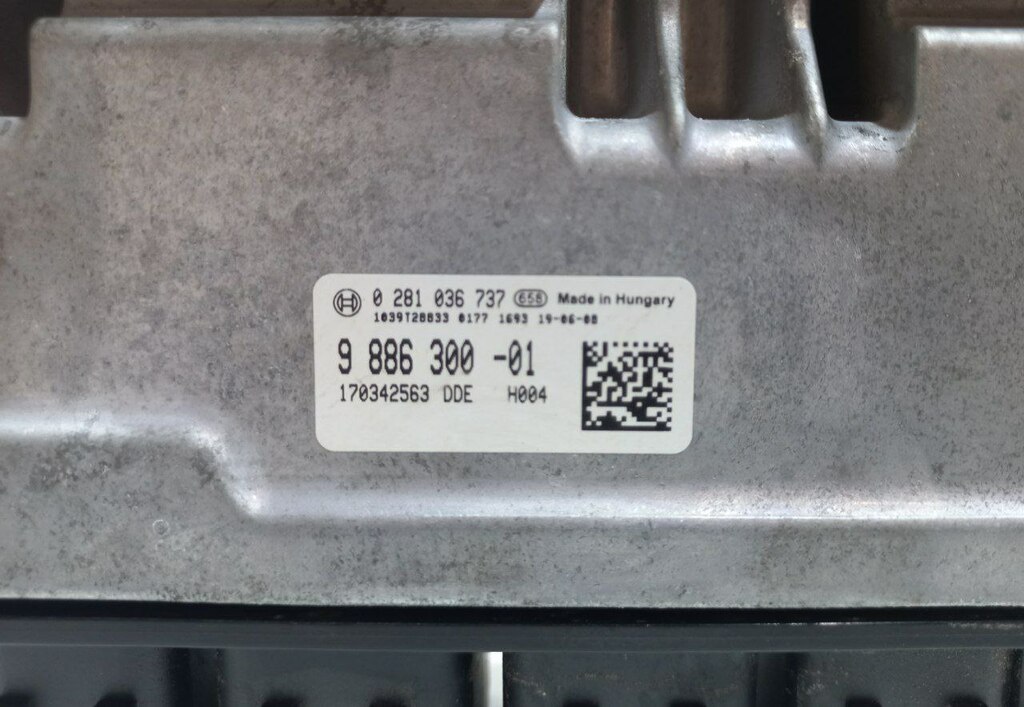 0 281 036 737 658 Made in Hungary
1039T28833 0177 1693 19-06-08
9 886 300 -01
170342563 DDE H004